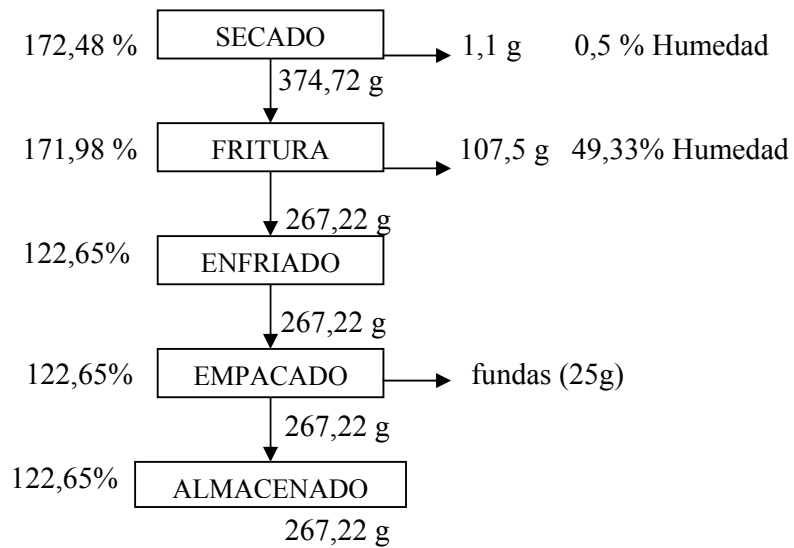 172,48 % SECADO 1,1 g 0,5 % Humedad
374,72 g
171,98 % FRITURA 107,5 g 49,33% Humedad
267,22 g
122,65% ENFRIADO
267,22 g
122,65% EMPACADO fundas (25g)
267,22 g
122,65% ALMACENADO
267,22 g